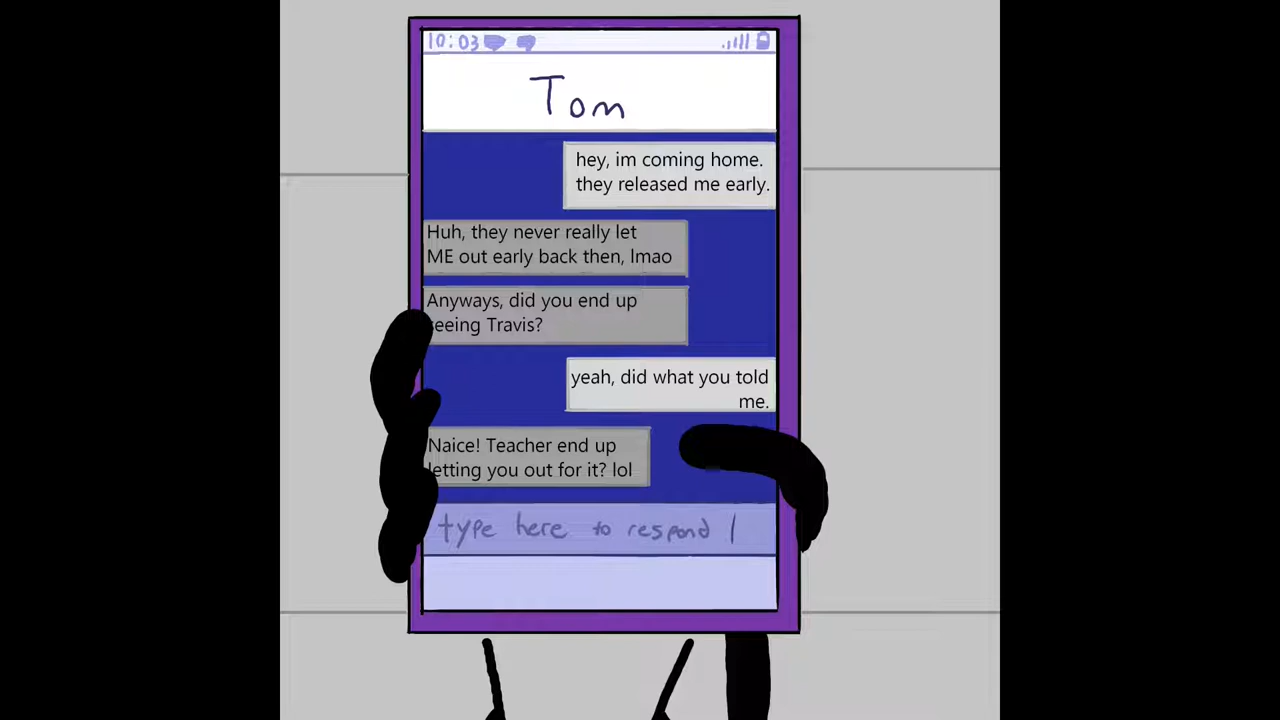 10:03
Tom
hey, im coming home.
they released me early.
Huh, they never really let
ME out early back then, lmao
Anyways, did you end up
seeing Travis?
yeah, did what you told
me.
Naice! Teacher end up
letting you out for it? lol
type here to respond |